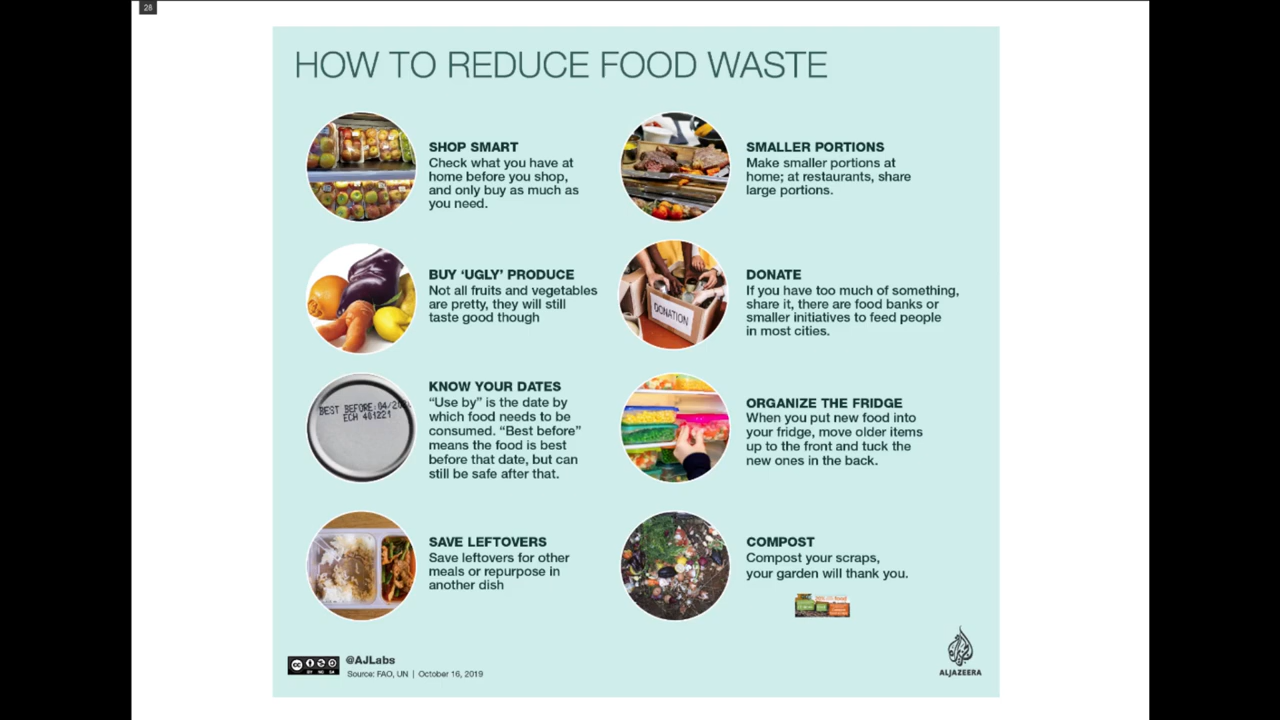 28
HOW TO REDUCE FOOD WASTE
SHOP SMART
Check what you have at
home before you shop,
and only buy as much as
you need.
SMALLER PORTIONS
Make smaller portions at
home; at restaurants, share
large portions.
BUY ‘UGLY’ PRODUCE
Not all fruits and vegetables
are pretty, they will still
taste good though
DONATION
DONATE
If you have too much of something,
share it, there are food banks or
smaller initiatives to feed people
in most cities.
BEST BEFORE: 04/20
ECH 461221
KNOW YOUR DATES
“Use by” is the date by
which food needs to be
consumed. “Best before”
means the food is best
before that date, but can
still be safe after that.
ORGANIZE THE FRIDGE
When you put new food into
your fridge, move older items
up to the front and tuck the
new ones in the back.
SAVE LEFTOVERS
Save leftovers for other
meals or repurpose in
another dish
COMPOST
Compost your scraps,
your garden will thank you.
cc
BY NC SA
@AJLabs
Source: FAO, UN | October 16, 2019
ALJAZEERA